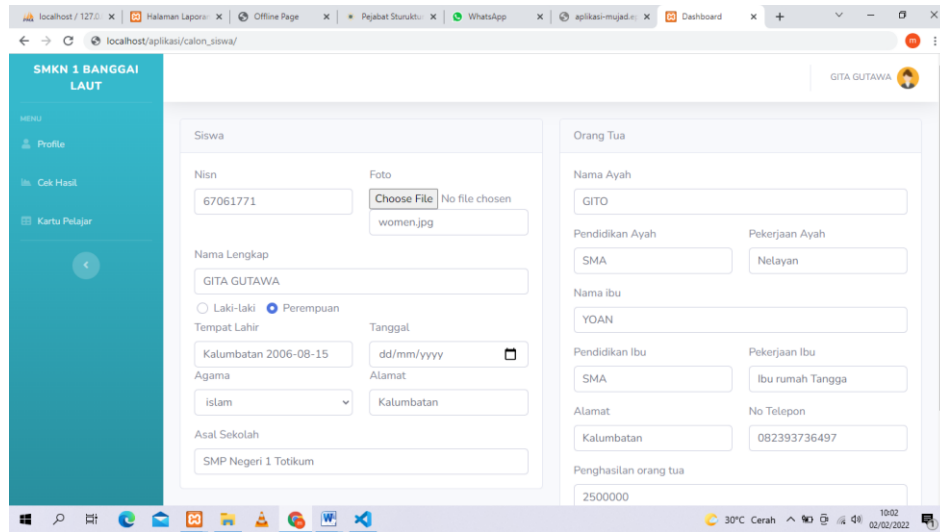 localhost / 127.0
Halaman Lapora
Offline Page
Pejabat Sturuktu
WhatsApp
aplikasi-mujad.e
Dashboard
localhost/aplikasi/calon_siswa/
m
SMKN 1 BANGGAI
LAUT
GITA GUTAWA
MENU
Profile
Cek Hasil
Kartu Pelajar
Siswa
Nisn
Foto
67061771
Choose File No file chosen
women.jpg
Nama Lengkap
GITA GUTAWA
Laki-laki Perempuan
Tempat Lahir
Tanggal
Kalumbatan 2006-08-15
dd/mm/yyyy
Agama
Alamat
islam
Kalumbatan
Asal Sekolah
SMP Negeri 1 Totikum
Orang Tua
Nama Ayah
GITO
Pendidikan Ayah
Pekerjaan Ayah
SMA
Nelayan
Nama ibu
YOAN
Pendidikan Ibu
Pekerjaan Ibu
SMA
Ibu rumah Tangga
Alamat
No Telepon
Kalumbatan
082393736497
Penghasilan orang tua
2500000
30°C Cerah
10:02
02/02/2022